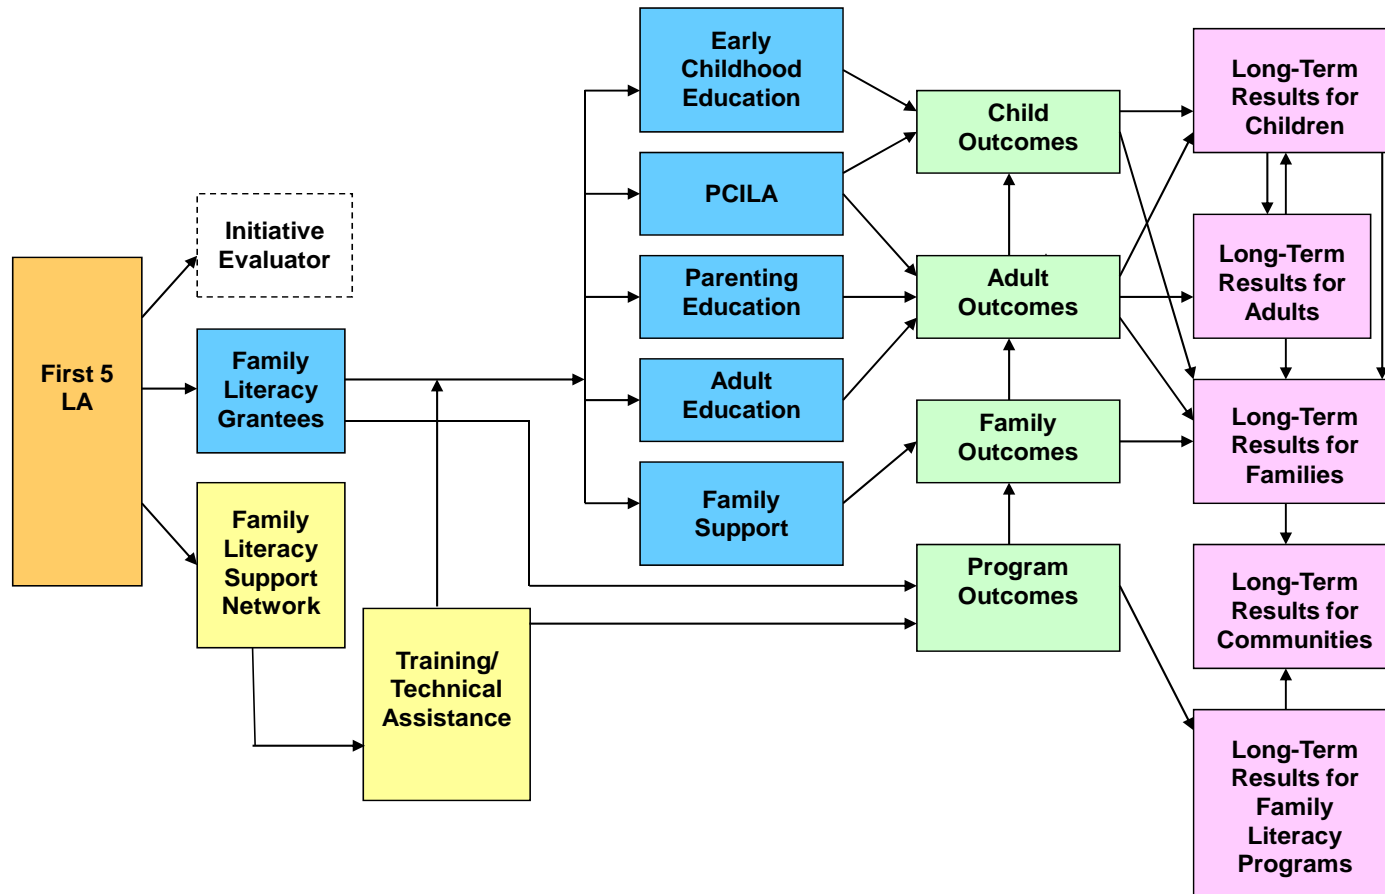 First 5
LA
Initiative
Evaluator
Family
Literacy
Grantees
Family
Literacy
Support
Network
Training/
Technical
Assistance
Early
Childhood
Education
PCILA
Parenting
Education
Adult
Education
Family
Support
Child
Outcomes
Adult
Outcomes
Family
Outcomes
Program
Outcomes
Long-Term
Results for
Children
Long-Term
Results for
Adults
Long-Term
Results for
Families
Long-Term
Results for
Communities
Long-Term
Results for
Family
Literacy
Programs